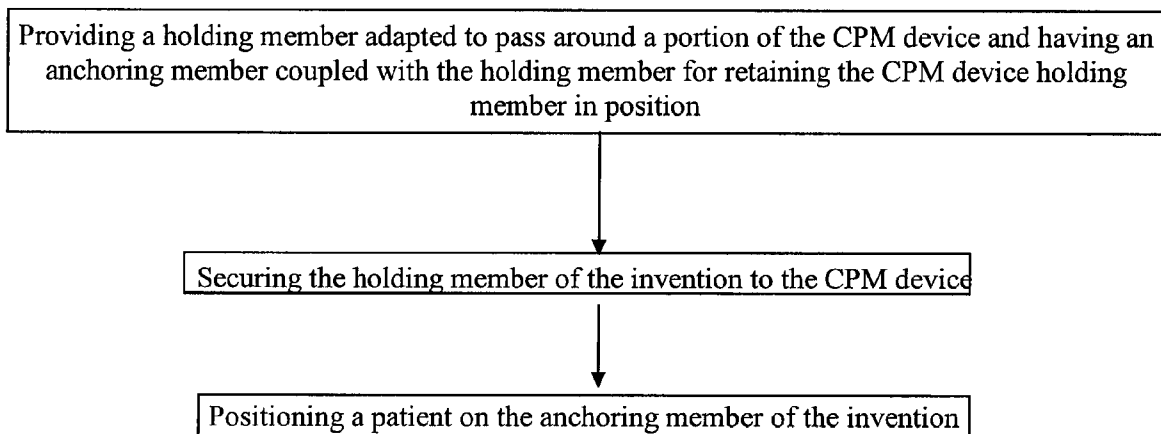 Providing a holding member adapted to pass around a portion of the CPM device and having an
anchoring member coupled with the holding member for retaining the CPM device holding
member in position
Securing the holding member of the invention to the CPM device
Positioning a patient on the anchoring member of the invention